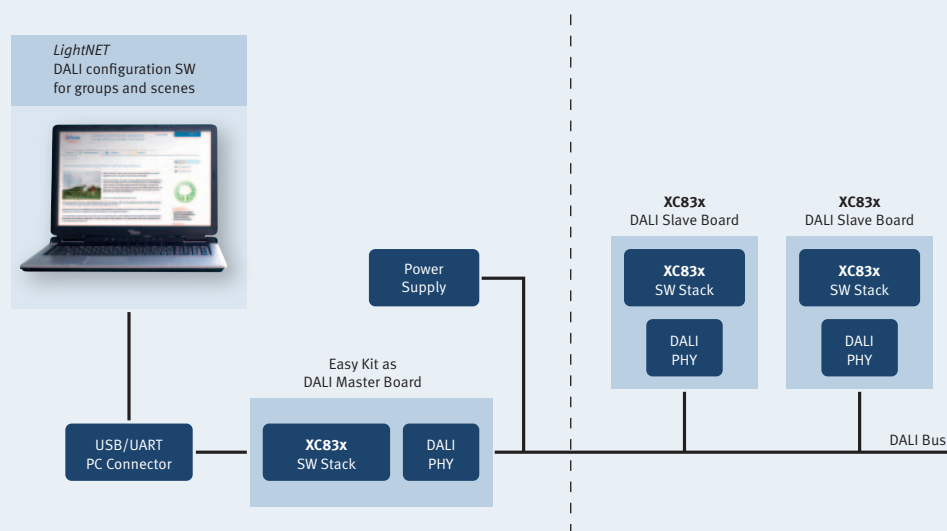 LightNET
DALI configuration SW
for groups and scenes
Power
Supply
Easy Kit as
DALI Master Board
USB/UART
PC Connector
XC83x
SW Stack
DALI
PHY
XC83x
DALI Slave Board
XC83x
SW Stack
DALI
PHY
XC83x
DALI Slave Board
XC83x
SW Stack
DALI
PHY
DALI Bus